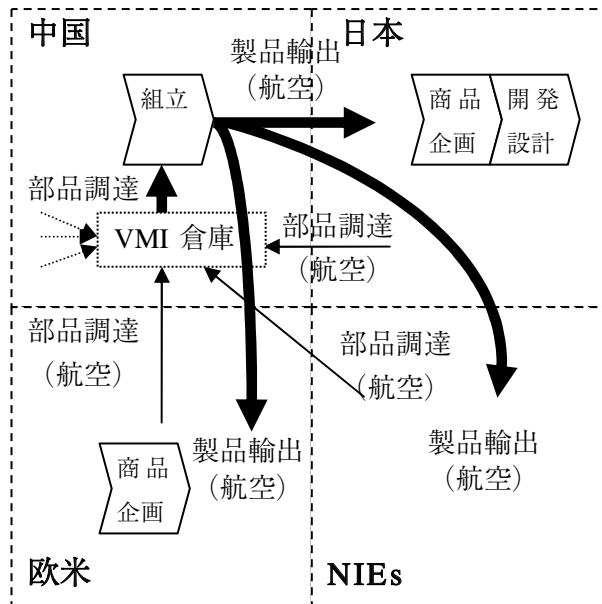 中国
日本
製品輸出
(航空)
組立
商品
企画
開発
設計
部品調達
VMI 倉庫
部品調達
(航空)
部品調達
(航空)
部品調達
(航空)
商品
企画
製品輸出
(航空)
製品輸出
(航空)
欧米
NIEs